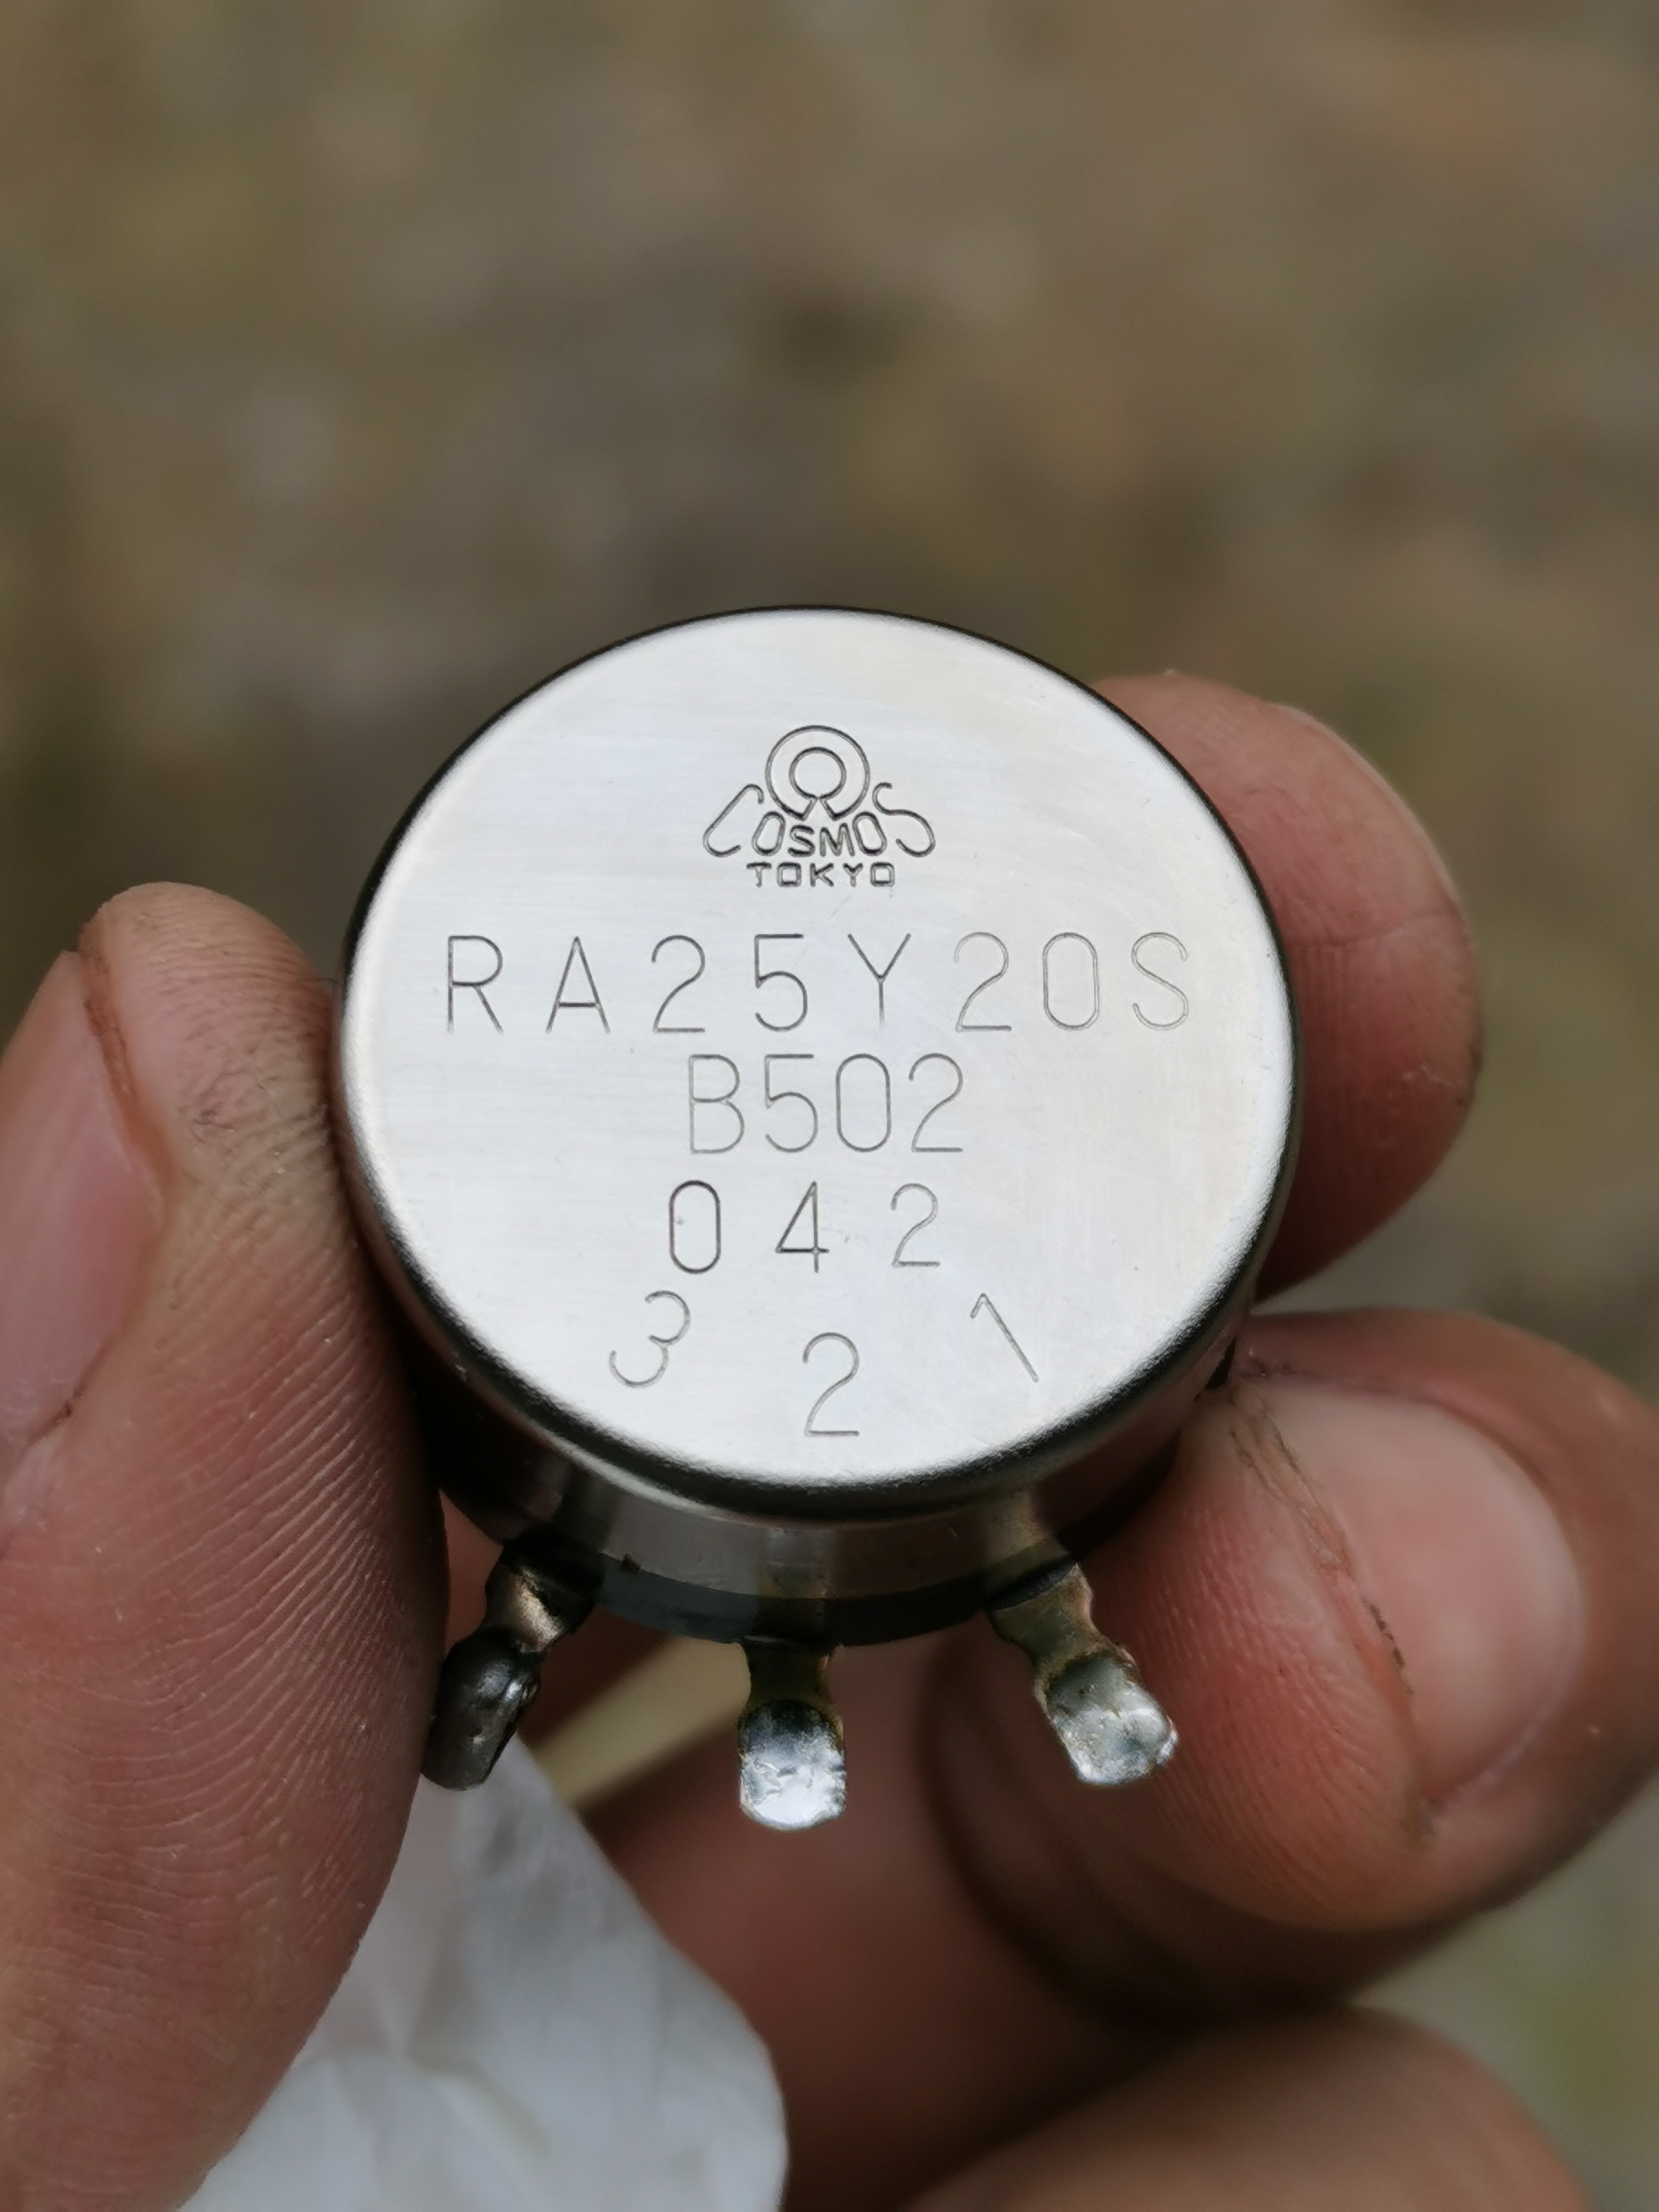 COSMOS
TOKYO
RA25Y20S
B502
042
3 2 1